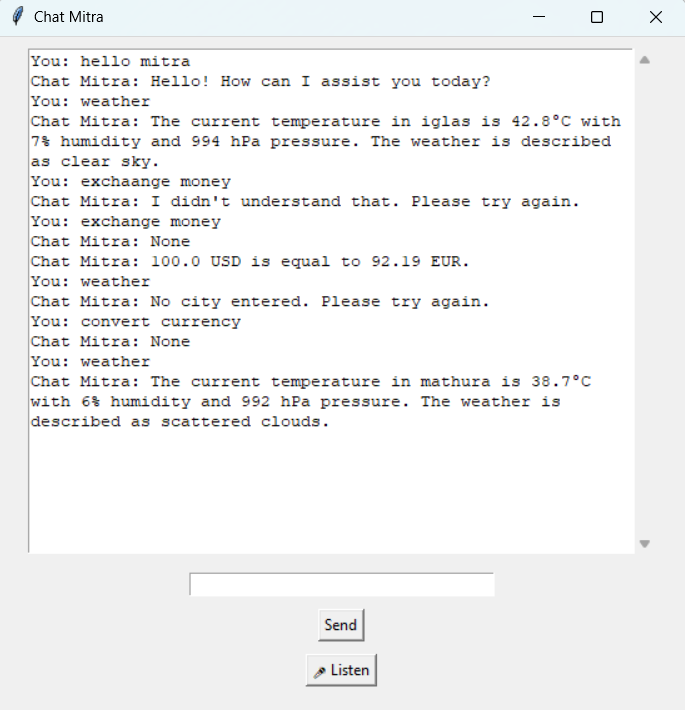 Chat Mitra
You: hello mitra
Chat Mitra: Hello! How can I assist you today?
You: weather
Chat Mitra: The current temperature in iglas is 42.8°C with
7% humidity and 994 hPa pressure. The weather is described
as clear sky.
You: exchaange money
Chat Mitra: I didn't understand that. Please try again.
You: exchange money
Chat Mitra: None
Chat Mitra: 100.0 USD is equal to 92.19 EUR.
You: weather
Chat Mitra: No city entered. Please try again.
You: convert currency
Chat Mitra: None
You: weather
Chat Mitra: The current temperature in mathura is 38.7°C
with 6% humidity and 992 hPa pressure. The weather is
described as scattered clouds.
Send
🎤 Listen